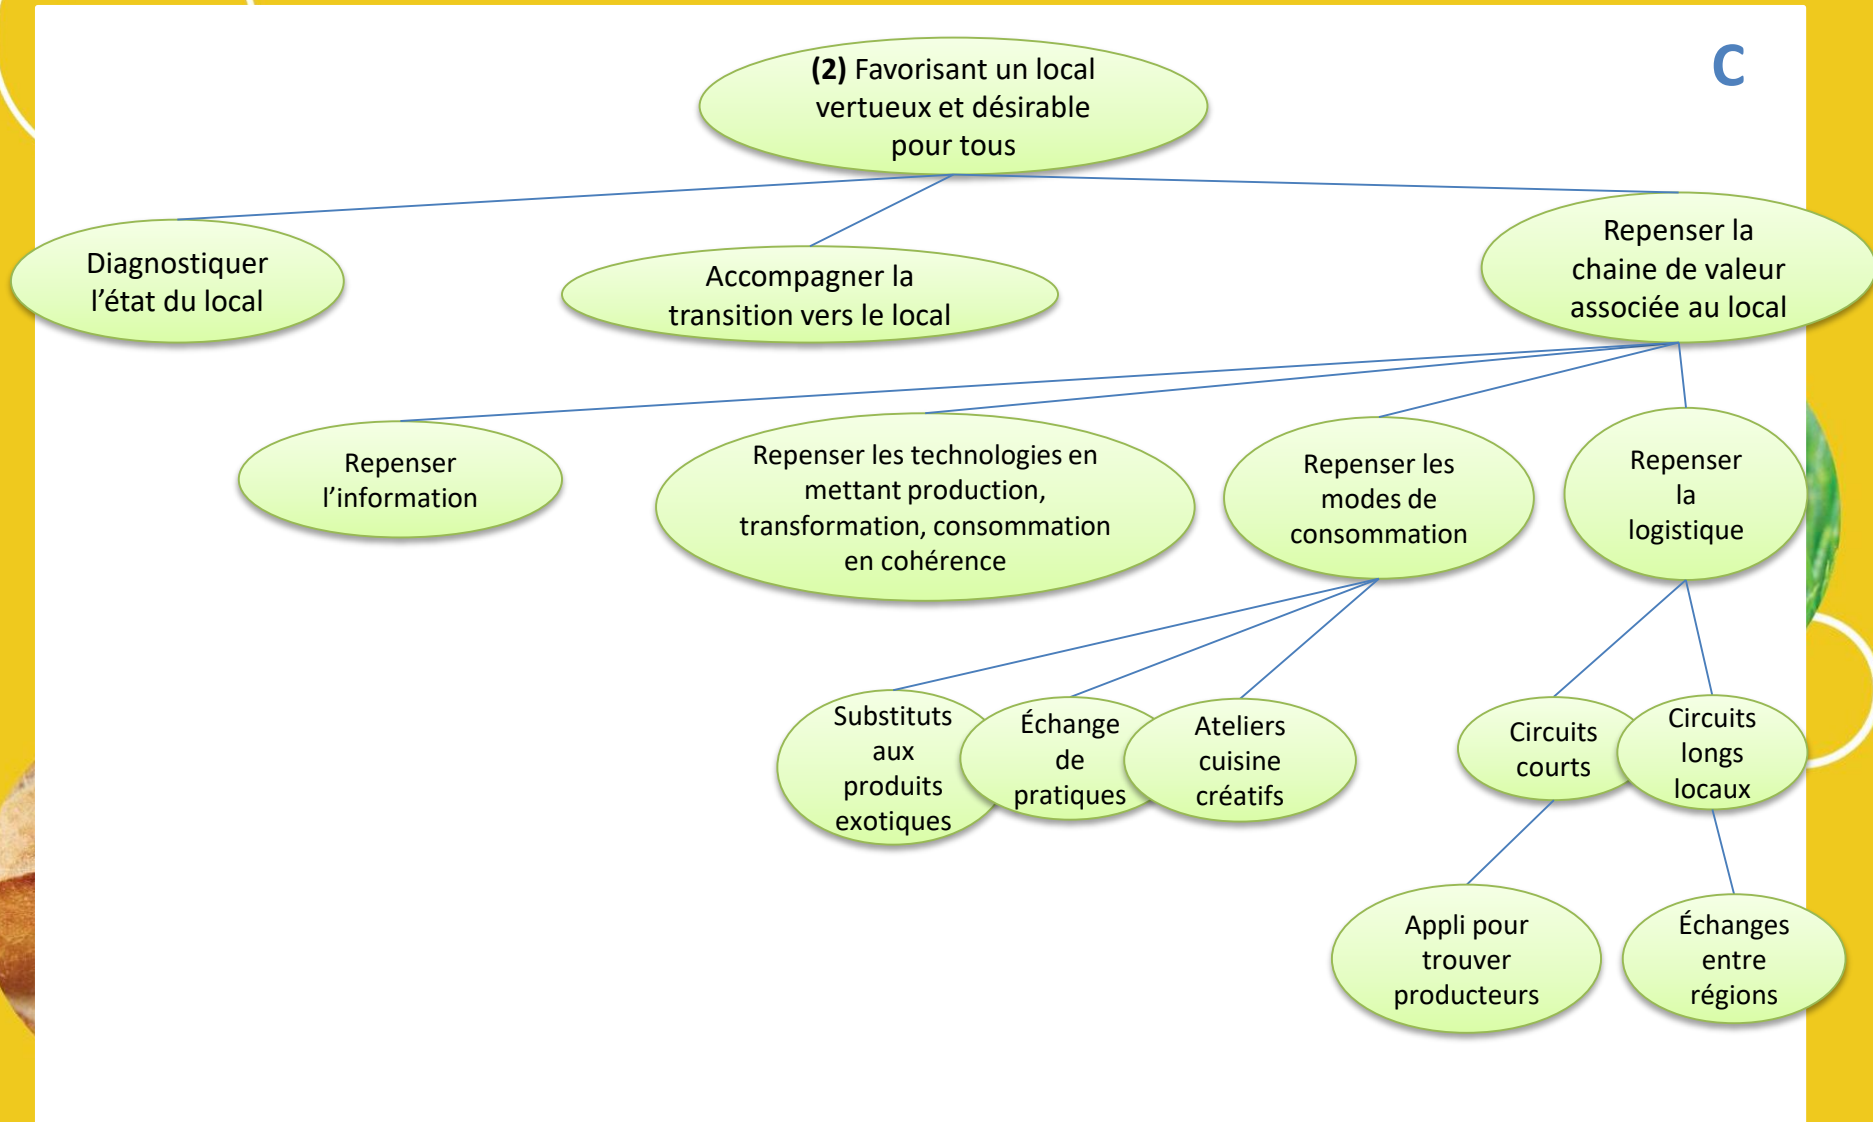 C
(2) Favorisant un local
vertueux et désirable
pour tous
Diagnostiquer
l’état du local
Accompagner la
transition vers le local
Repenser la
chaine de valeur
associée au local
Repenser
l’information
Repenser les technologies en
mettant production,
transformation, consommation
en cohérence
Repenser les
modes de
consommation
Repenser
la
logistique
Substituts
aux
produits
exotiques
Échange
de
pratiques
Ateliers
cuisine
créatifs
Circuits
courts
Circuits
longs
locaux
Appli pour
trouver
producteurs
Échanges
entre
régions